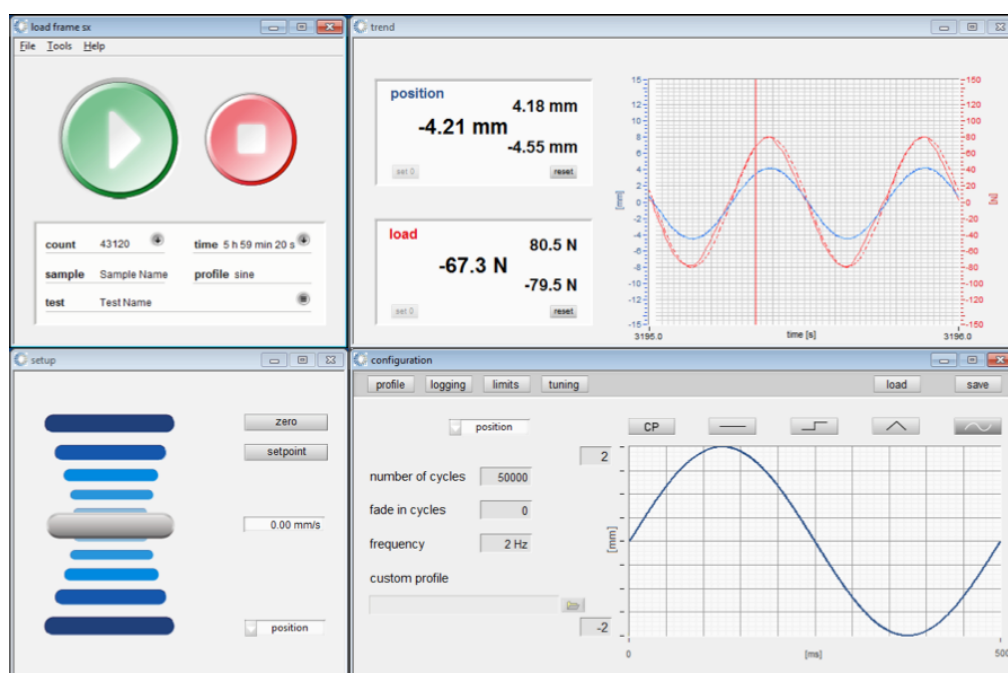 load frame sx
File Tools Help
count 43120 time 5 h 59 min 20 s
sample Sample Name profile sine
test Test Name
trend
position
4.18 mm
-4.21 mm
-4.55 mm
set 0 reset
load
80.5 N
-67.3 N
-79.5 N
set 0 reset
15 150
12 120
10 100
8 80
6 60
4 40
2 20
0 0
-2 -20
-4 -40
-6 -60
-8 -80
-10 -100
-12 -120
-15 -150
[mm]
[N]
3195.0 time [s] 3196.0
setup
zero
setpoint
0.00 mm/s
position
configuration
profile logging limits tuning load save
position
CP
number of cycles 50000
fade in cycles 0
frequency 2 Hz
custom profile
2
[mm]
-2
0 [ms] 500